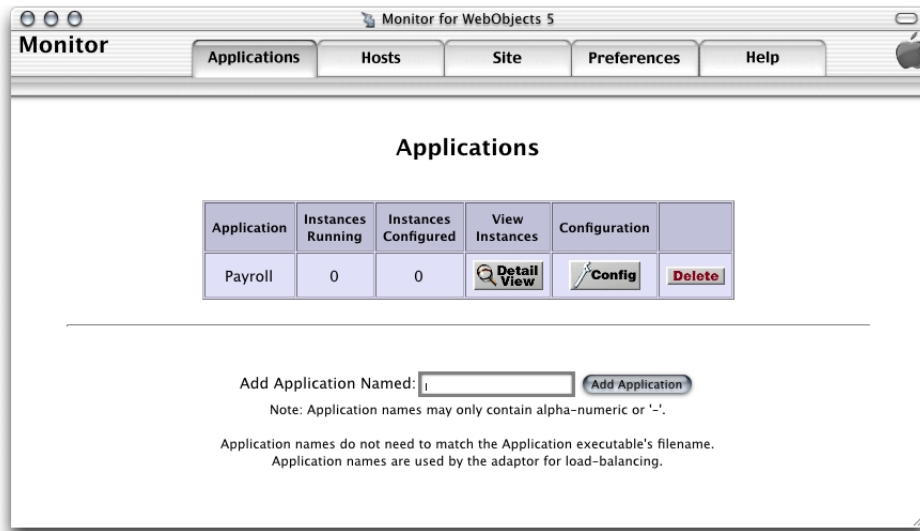 Monitor for WebObjects 5
Monitor
Applications Hosts Site Preferences Help
Applications
Application Instances Running Instances Configured View Instances Configuration
Payroll 0 0 Detail View Config Delete
Add Application Named: Add Application
Note: Application names may only contain alpha-numeric or '-'.
Application names do not need to match the Application executable's filename.
Application names are used by the adaptor for load-balancing.